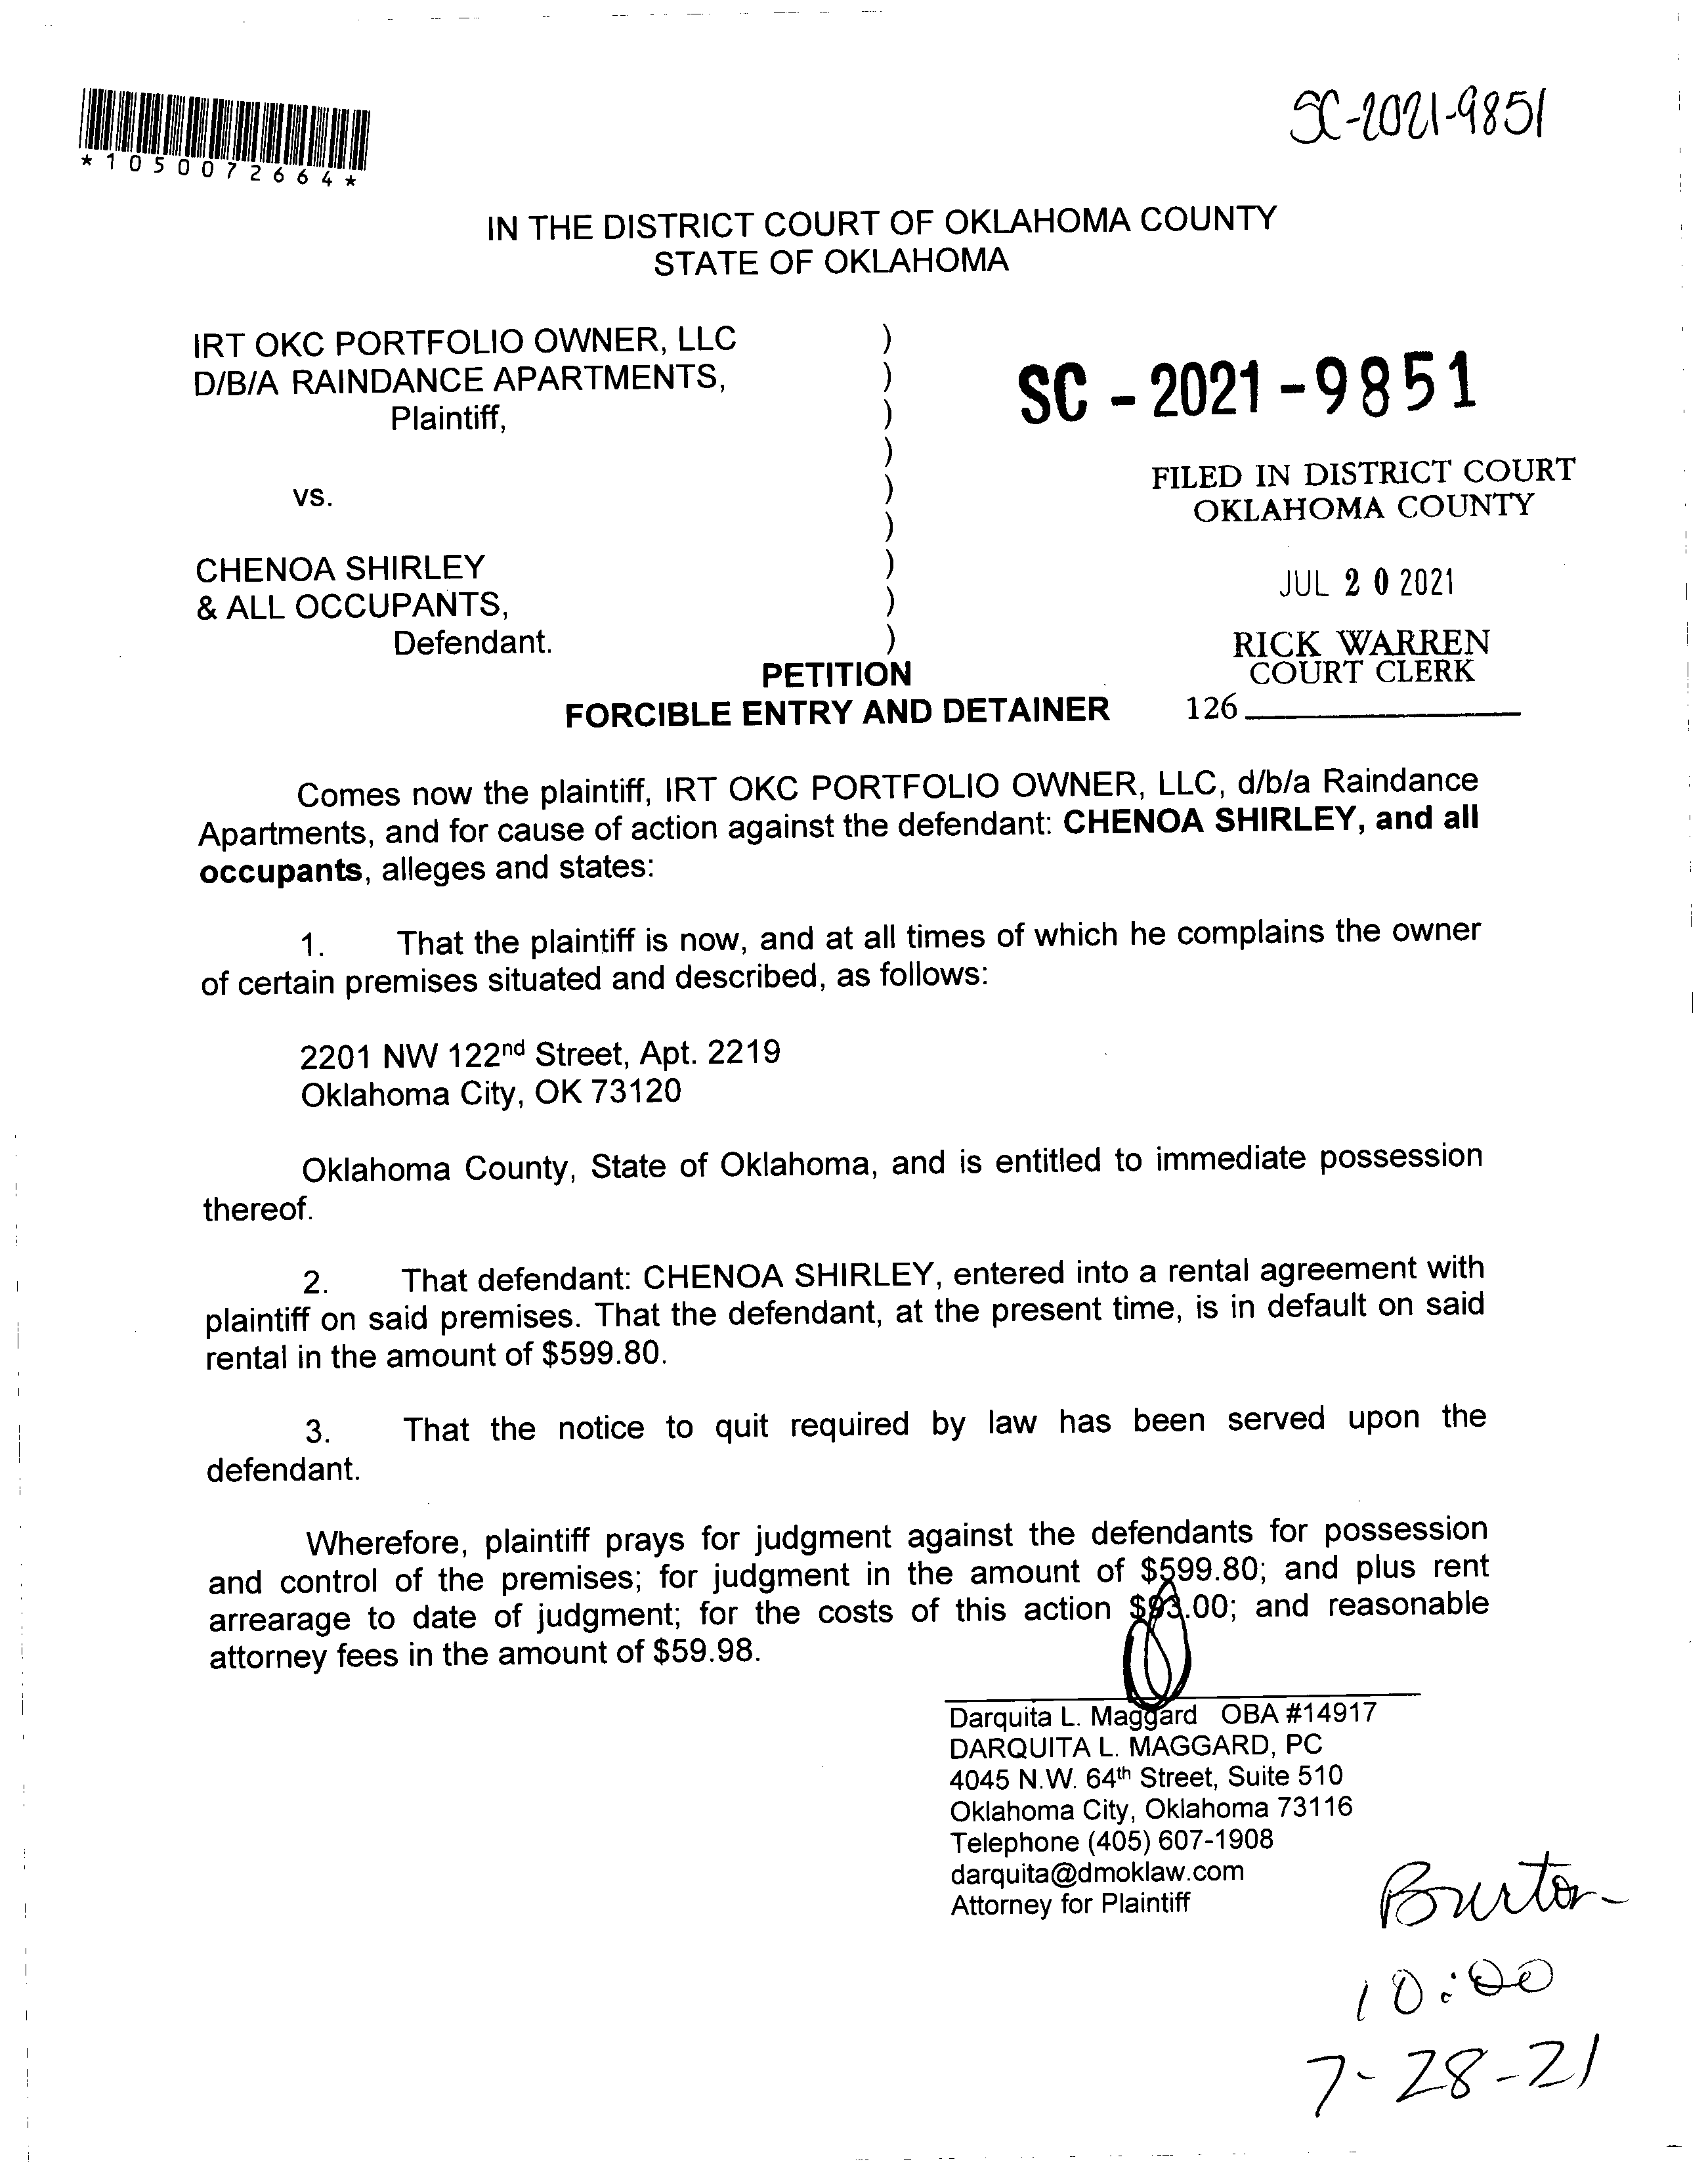 SC-2021-9851
*1050072664*
IN THE DISTRICT COURT OF OKLAHOMA COUNTY
STATE OF OKLAHOMA
IRT OKC PORTFOLIO OWNER, LLC )
D/B/A RAINDANCE APARTMENTS, )
Plaintiff, )
)
vs. )
)
CHENOA SHIRLEY )
& ALL OCCUPANTS, )
Defendant. )
SC - 2021 - 9851
FILED IN DISTRICT COURT
OKLAHOMA COUNTY
JUL 20 2021
RICK WARREN
COURT CLERK
126
PETITION
FORCIBLE ENTRY AND DETAINER
Comes now the plaintiff, IRT OKC PORTFOLIO OWNER, LLC, d/b/a Raindance
Apartments, and for cause of action against the defendant: CHENOA SHIRLEY, and all
occupants, alleges and states:
1. That the plaintiff is now, and at all times of which he complains the owner
of certain premises situated and described, as follows:
2201 NW 122nd Street, Apt. 2219
Oklahoma City, OK 73120
Oklahoma County, State of Oklahoma, and is entitled to immediate possession
thereof.
2. That defendant: CHENOA SHIRLEY, entered into a rental agreement with
plaintiff on said premises. That the defendant, at the present time, is in default on said
rental in the amount of $599.80.
3. That the notice to quit required by law has been served upon the
defendant.
Wherefore, plaintiff prays for judgment against the defendants for possession
and control of the premises; for judgment in the amount of $599.80; and plus rent
arrearage to date of judgment; for the costs of this action $93.00; and reasonable
attorney fees in the amount of $59.98.
Darquita L. Maggard OBA #14917
DARQUITA L. MAGGARD, PC
4045 N.W. 64th Street, Suite 510
Oklahoma City, Oklahoma 73116
Telephone (405) 607-1908
darquita@dmoklaw.com
Attorney for Plaintiff
Burton
10:00
7-28-21